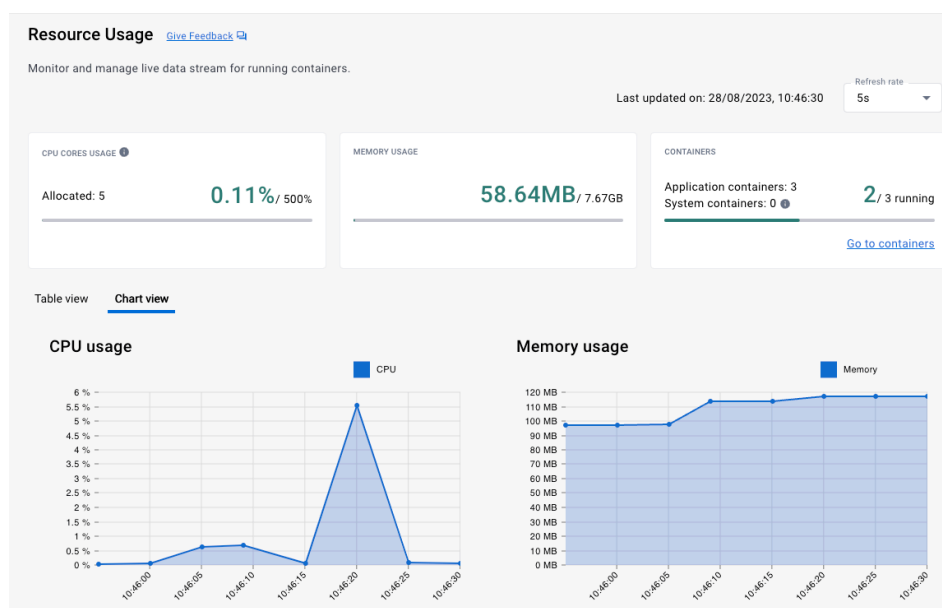 Resource Usage Give Feedback
Monitor and manage live data stream for running containers.
Last updated on: 28/08/2023, 10:46:30
Refresh rate
5s
CPU CORES USAGE
Allocated: 5
0.11%/ 500%
MEMORY USAGE
58.64MB/ 7.67GB
CONTAINERS
Application containers: 3
System containers: 0
2/ 3 running
Go to containers
Table view Chart view
CPU usage
CPU
6 %
5.5 %
5 %
4.5 %
4 %
3.5 %
3 %
2.5 %
2 %
1.5 %
1 %
0.5 %
0 %
10:46:00
10:46:05
10:46:10
10:46:15
10:46:20
10:46:25
10:46:30
Memory usage
Memory
120 MB
110 MB
100 MB
90 MB
80 MB
70 MB
60 MB
50 MB
40 MB
30 MB
20 MB
10 MB
0 MB
10:46:00
10:46:05
10:46:10
10:46:15
10:46:20
10:46:25
10:46:30